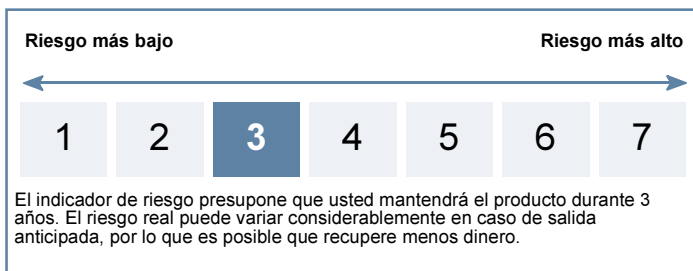 Riesgo más bajo Riesgo más alto
1 2 3 4 5 6 7
El indicador de riesgo presupone que usted mantendrá el producto durante 3
años. El riesgo real puede variar considerablemente en caso de salida
anticipada, por lo que es posible que recupere menos dinero.